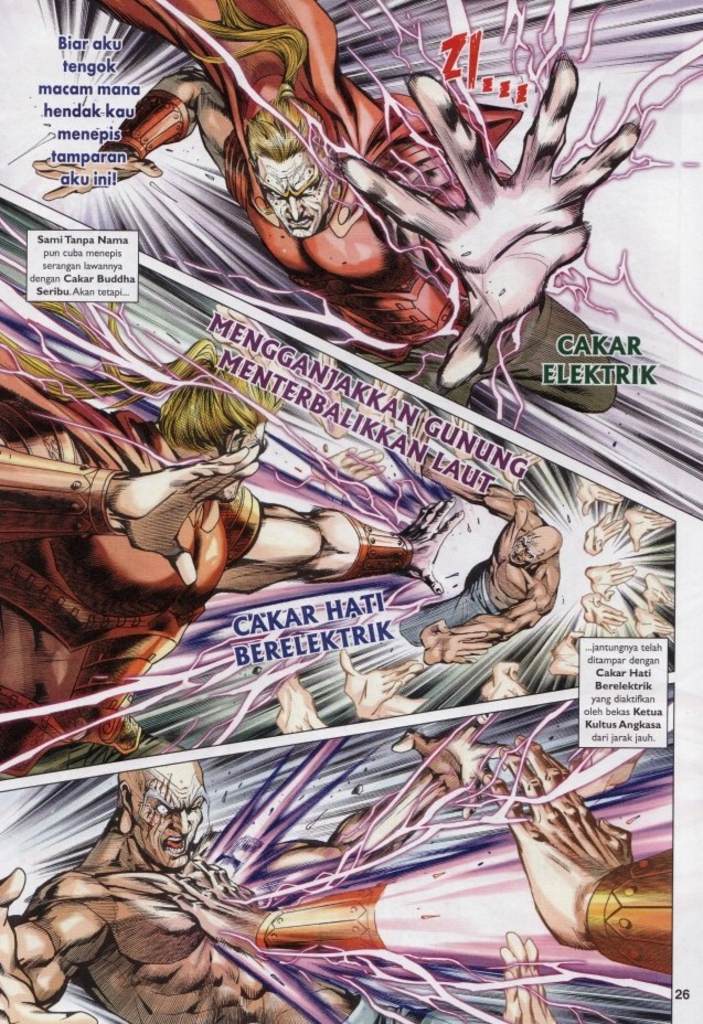 Biar aku
tengok
macam mana
hendak kau
menepis
tamparan
aku ini!
ZI...
CAKAR
ELEKTRIK
Sami Tanpa Nama
pun cuba menepis
serangan lawannya
dengan Cakar Buddha
Seribu. Akan tetapi...
MENGGANJAKKAN GUNUNG
MENTERBALIKKAN LAUT
CAKAR HATI
BERELEKTRIK
...jantungnya telah
ditampar dengan
Cakar Hati
Berelektrik
yang diaktifkan
oleh bekas Ketua
Kultus Angkasa
dari jarak jauh.
26